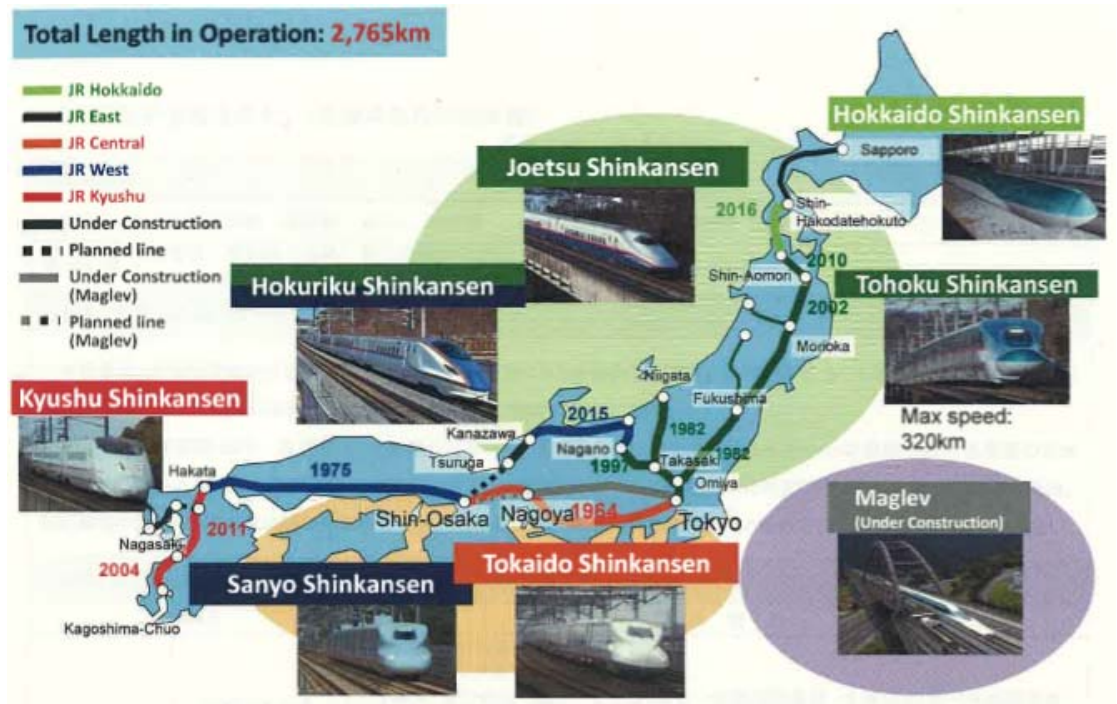 Total Length in Operation: 2,765km
JR Hokkaido
JR East
JR Central
JR West
JR Kyushu
Under Construction
Planned line
Under Construction
(Maglev)
Planned line
(Maglev)
Hokkaido Shinkansen
Sapporo
Joetsu Shinkansen
2016
Shin-
Hakodatehokuto
2010
Shin-Aomori
Hokuriku Shinkansen
Tohoku Shinkansen
2002
Morioka
Max speed:
320km
Niigata
Fukushima
Kyushu Shinkansen
2015
1982
Kanazawa
Nagano
1982
Tsuruga
1997
Takasaki
Hakata
1975
Omiya
Shin-Osaka
Nagoya
1964
Tokyo
Maglev
(Under Construction)
2011
Nagasaki
2004
Kagoshima-Chuo
Sanyo Shinkansen
Tokaido Shinkansen